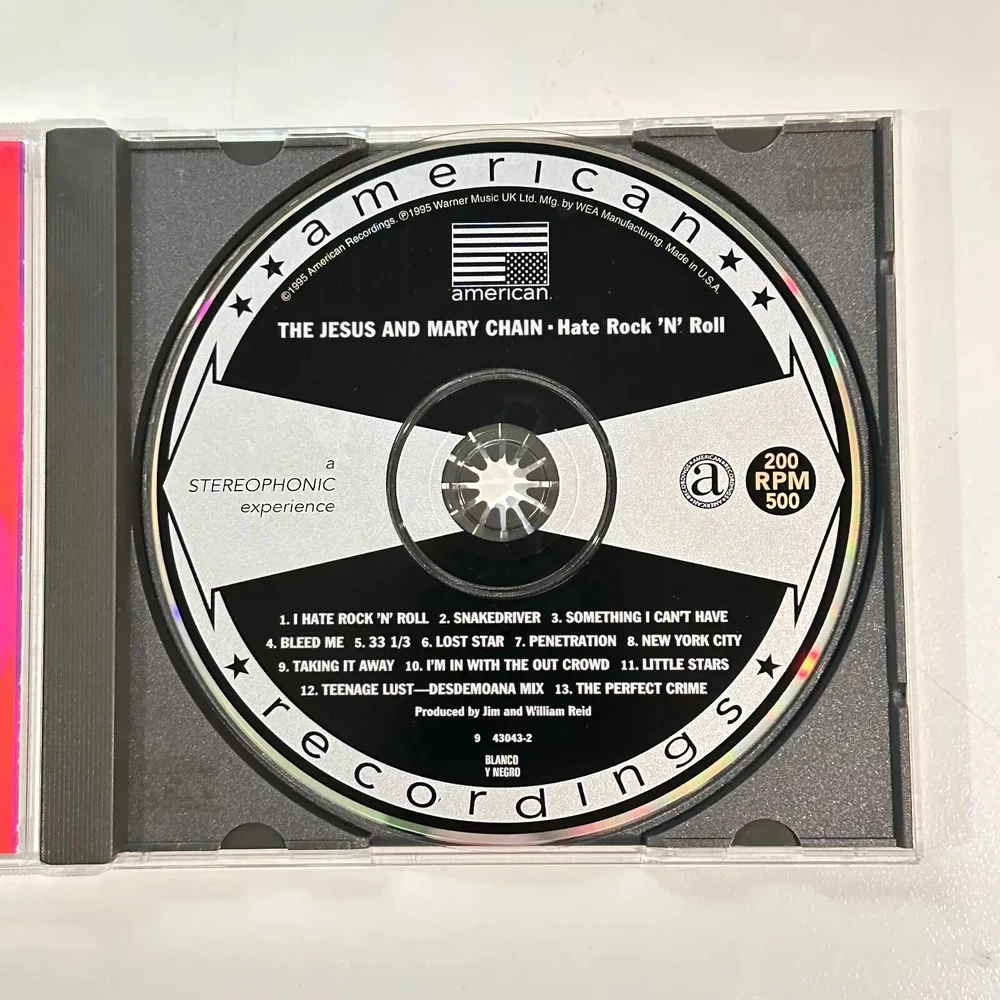 american
©1995 American Recordings. ℗1995 Warner Music UK Ltd. Mfg. by WEA Manufacturing. Made in U.S.A.
american
THE JESUS AND MARY CHAIN · Hate Rock 'N' Roll
a
STEREOPHONIC
experience
a
AMERICAN RECORDINGS
200
RPM
500
1. I HATE ROCK 'N' ROLL 2. SNAKEDRIVER 3. SOMETHING I CAN'T HAVE
4. BLEED ME 5. 33 1/3 6. LOST STAR 7. PENETRATION 8. NEW YORK CITY
9. TAKING IT AWAY 10. I'M IN WITH THE OUT CROWD 11. LITTLE STARS
12. TEENAGE LUST—DESDEMOANA MIX 13. THE PERFECT CRIME
Produced by Jim and William Reid
9 43043-2
BLANCO
Y NEGRO
recordings